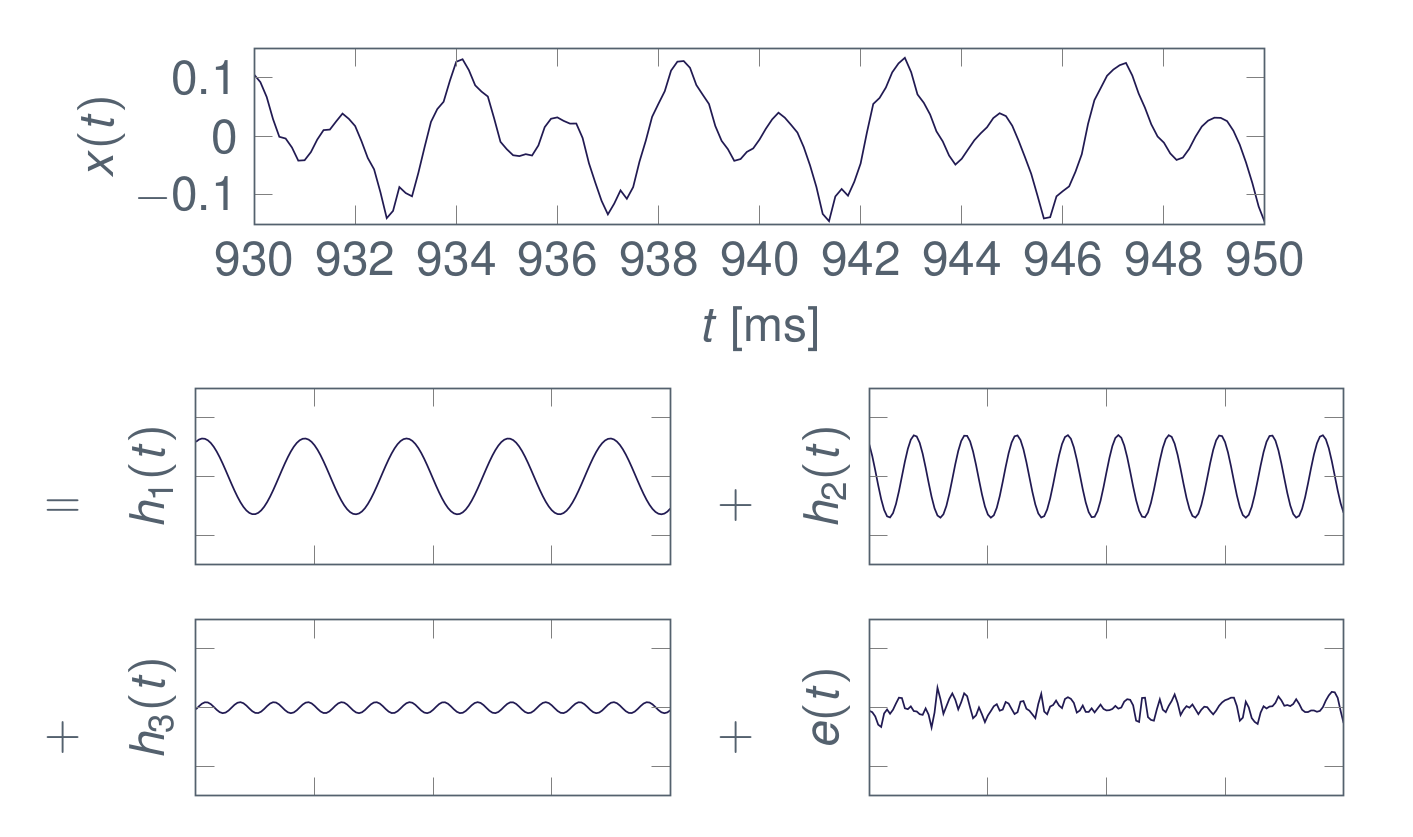 x(t)
0.1
0
−0.1
930 932 934 936 938 940 942 944 946 948 950
t [ms]
= h₁(t) + h₂(t)
+ h₃(t) + e(t)